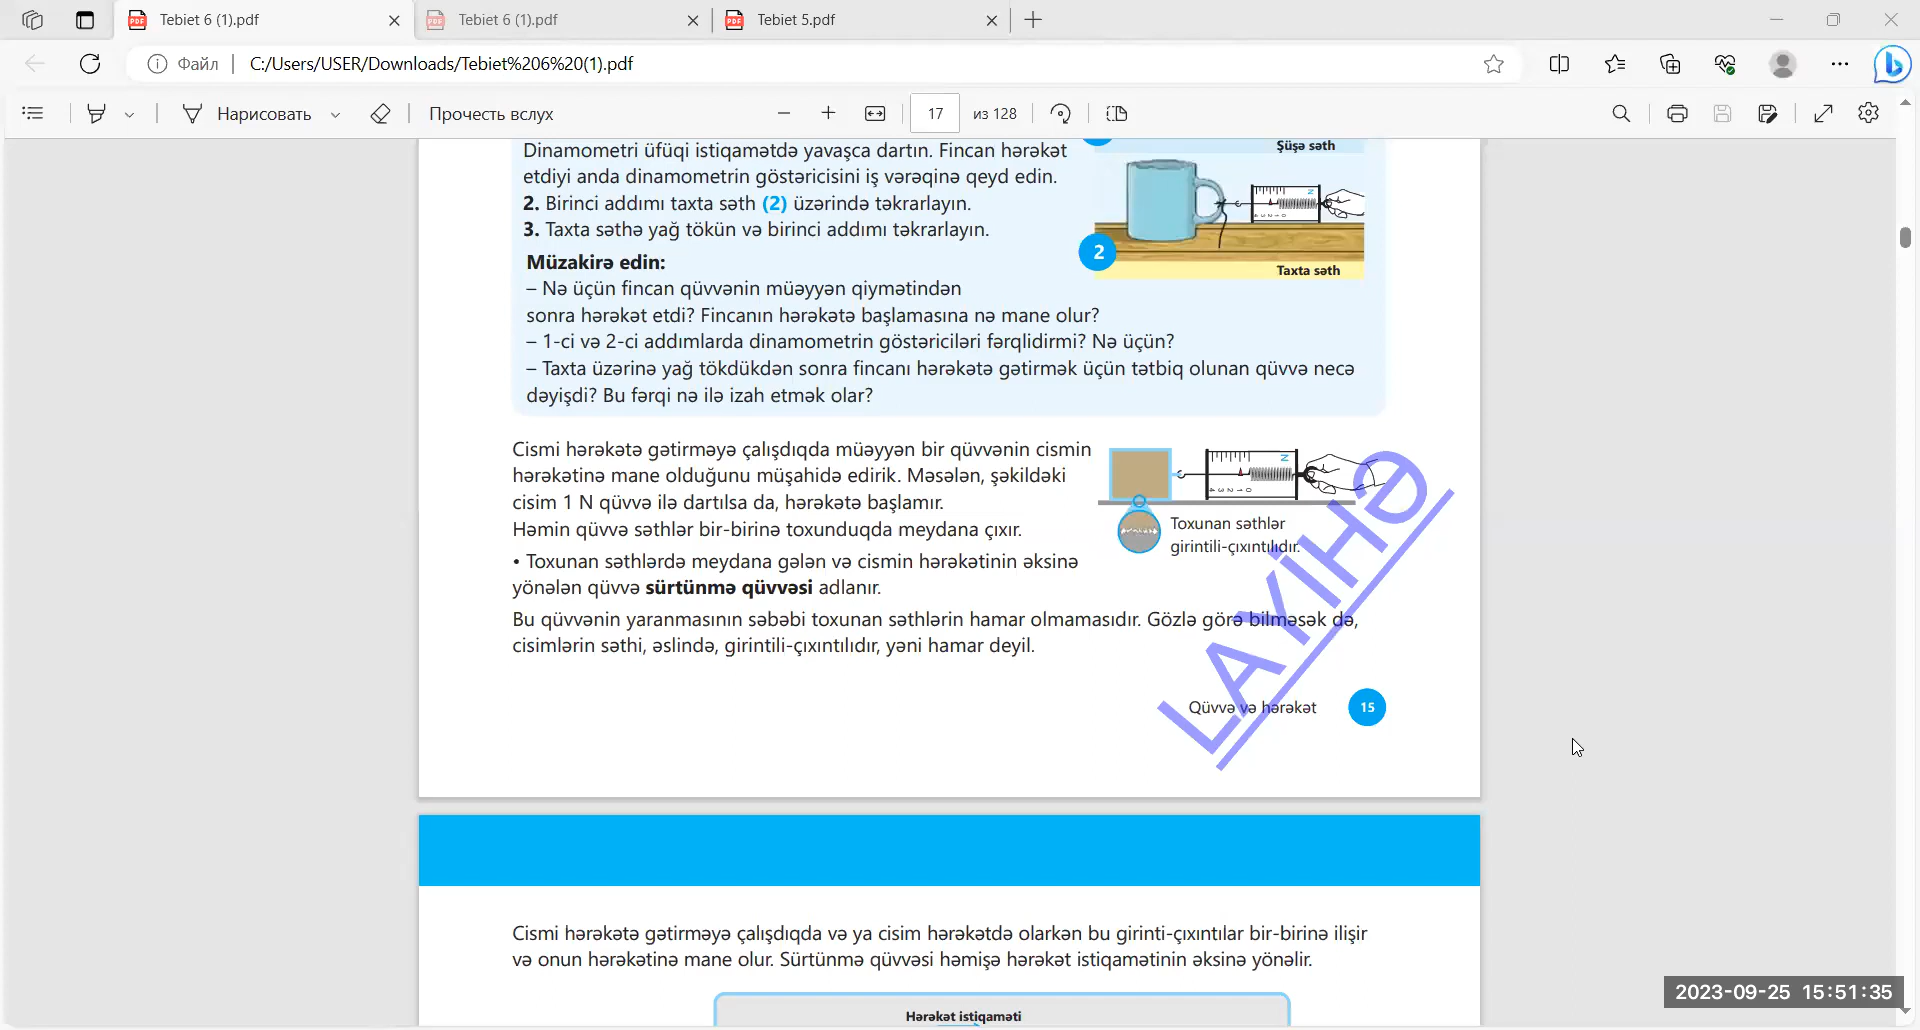 Tebiet 6 (1).pdf
Tebiet 6 (1).pdf
Tebiet 5.pdf
Файл
C:/Users/USER/Downloads/Tebiet%206%20(1).pdf
Нарисовать
Прочесть вслух
17
из 128
Dinamometri üfüqi istiqamətdə yavaşca dartın. Fincan hərəkət
etdiyi anda dinamometrin göstəricisini iş vərəqinə qeyd edin.
2. Birinci addımı taxta səth (2) üzərində təkrarlayın.
3. Taxta səthə yağ tökün və birinci addımı təkrarlayın.
Şüşə səth
2
Taxta səth
Müzakirə edin:
– Nə üçün fincan qüvvənin müəyyən qiymətindən
sonra hərəkət etdi? Fincanın hərəkətə başlamasına nə mane olur?
– 1-ci və 2-ci addımlarda dinamometrin göstəriciləri fərqlidirmi? Nə üçün?
– Taxta üzərinə yağ tökdükdən sonra fincanı hərəkətə gətirmək üçün tətbiq olunan qüvvə necə
dəyişdi? Bu fərqi nə ilə izah etmək olar?
Cismi hərəkətə gətirməyə çalışdıqda müəyyən bir qüvvənin cismin
hərəkətinə mane olduğunu müşahidə edirik. Məsələn, şəkildəki
cisim 1 N qüvvə ilə dartılsa da, hərəkətə başlamır.
Həmin qüvvə səthlər bir-birinə toxunduqda meydana çıxır.
N
4 3 2 1 0
Toxunan səthlər
girintili-çıxıntılıdır.
• Toxunan səthlərdə meydana gələn və cismin hərəkətinin əksinə
yönələn qüvvə sürtünmə qüvvəsi adlanır.
Bu qüvvənin yaranmasının səbəbi toxunan səthlərin hamar olmamasıdır. Gözlə görə bilməsək də,
cisimlərin səthi, əslində, girintili-çıxıntılıdır, yəni hamar deyil.
LAYİHƏ
Qüvvə və hərəkət
15
Cismi hərəkətə gətirməyə çalışdıqda və ya cisim hərəkətdə olarkən bu girinti-çıxıntılar bir-birinə ilişir
və onun hərəkətinə mane olur. Sürtünmə qüvvəsi həmişə hərəkət istiqamətinin əksinə yönəlir.
Hərəkət istiqaməti
2023-09-25 15:51:35